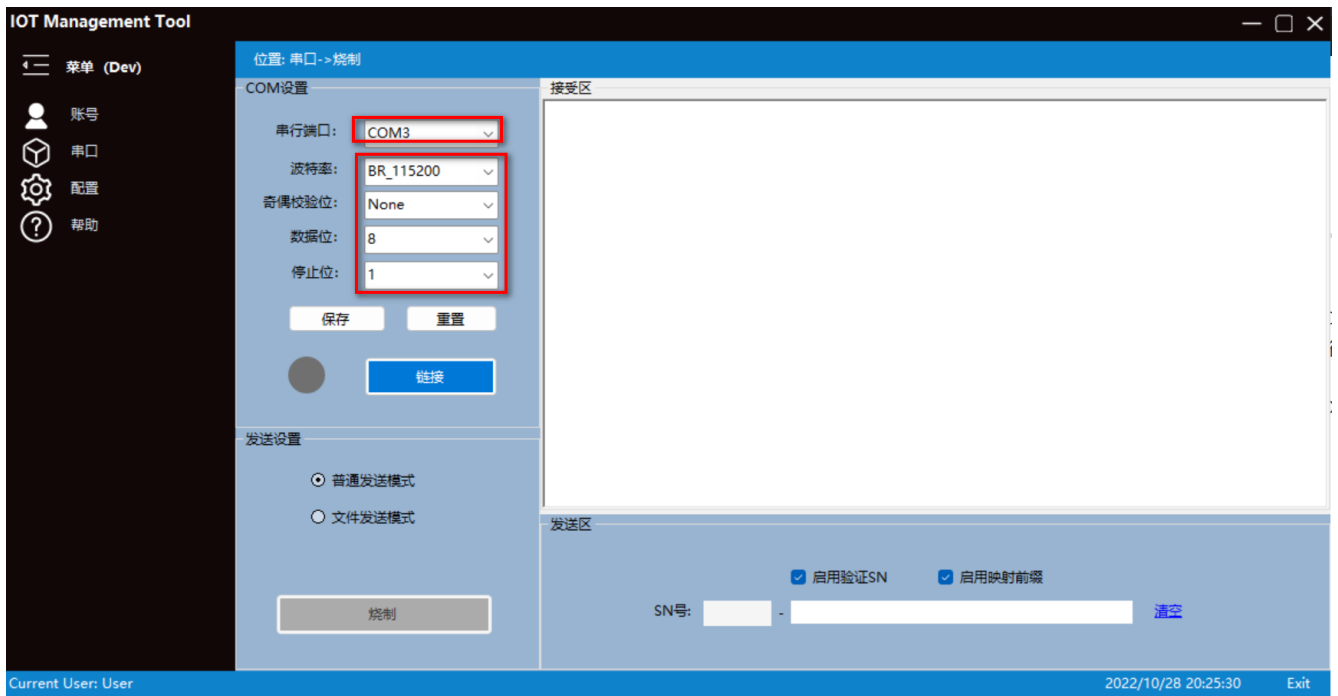 IOT Management Tool
菜单 (Dev)
账号
串口
配置
帮助
位置: 串口->烧制
COM设置
串行端口: COM3
波特率: BR_115200
奇偶校验位: None
数据位: 8
停止位: 1
保存 重置
链接
发送设置
普通发送模式
文件发送模式
烧制
接受区
发送区
启用验证SN 启用映射前缀
SN号: - 清空
Current User: User 2022/10/28 20:25:30 Exit